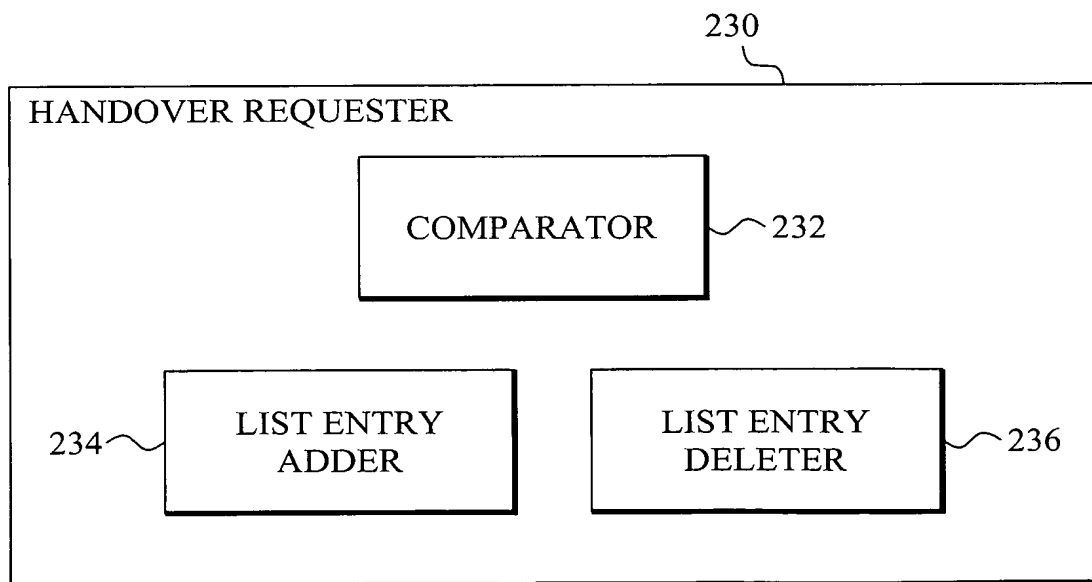 230
HANDOVER REQUESTER
COMPARATOR
232
234
LIST ENTRY
ADDER
LIST ENTRY
DELETER
236